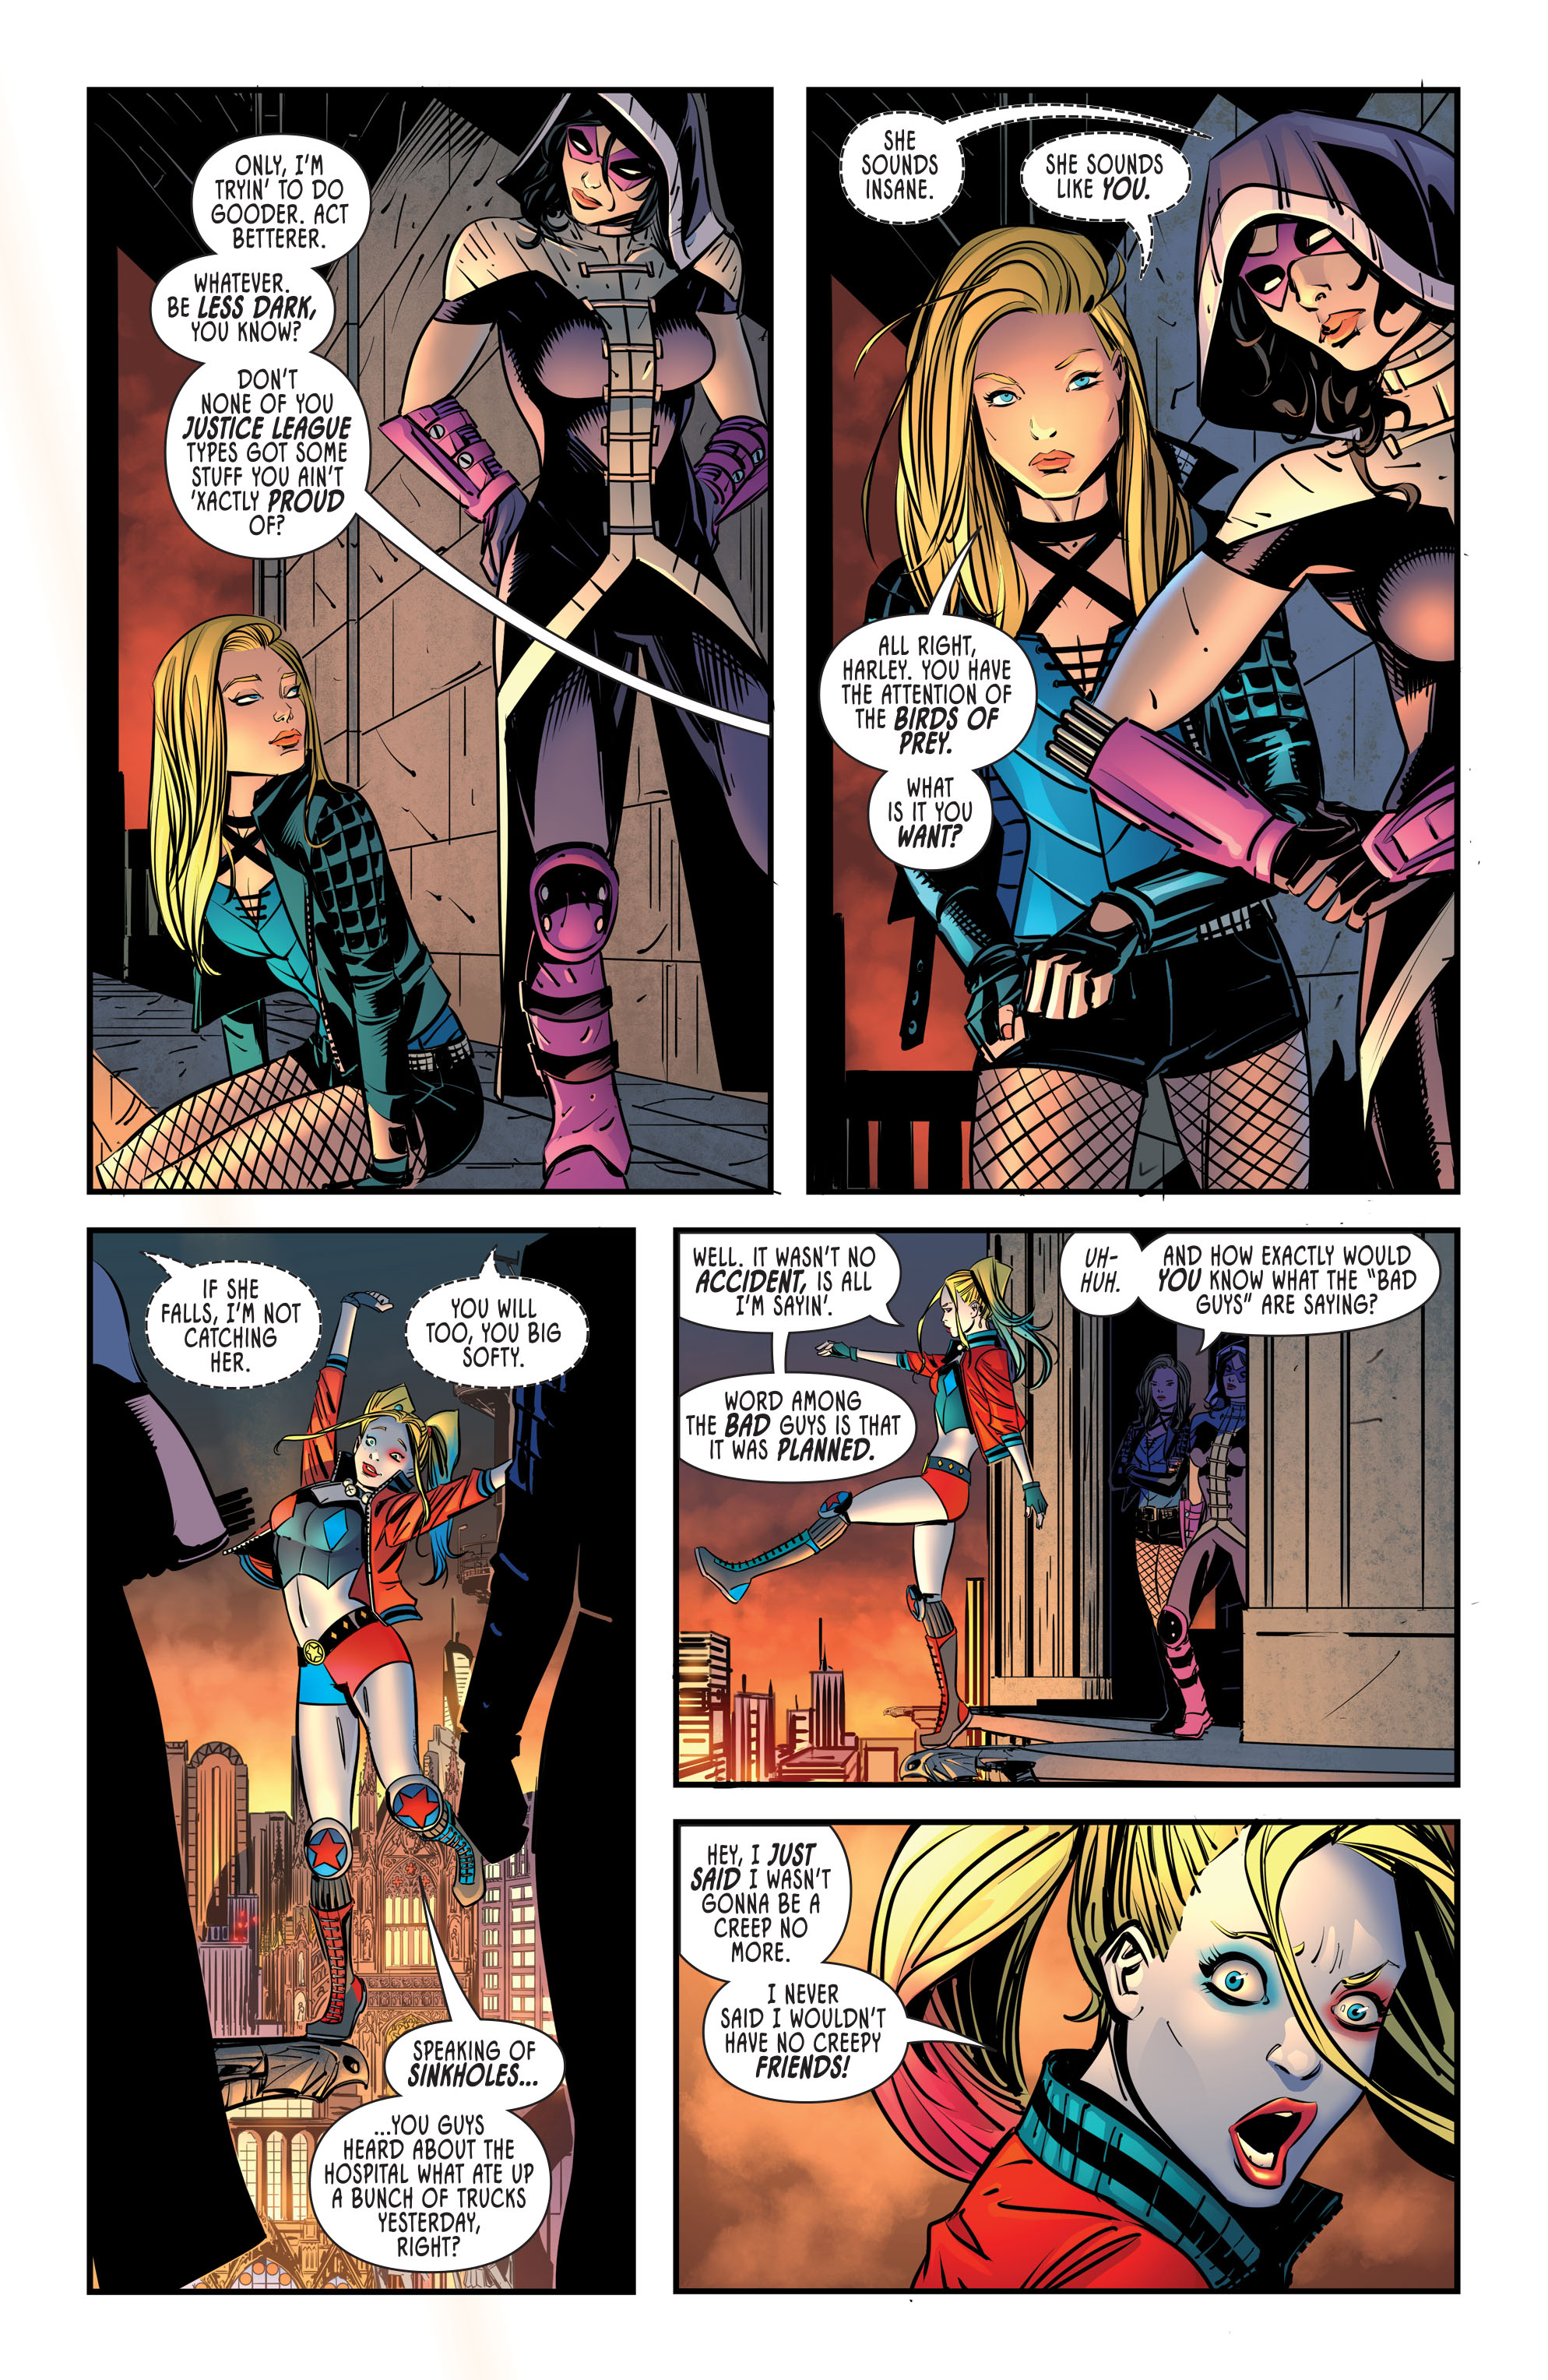 ONLY, I'M
TRYIN' TO DO
GOODER. ACT
BETTERER.
WHATEVER.
BE LESS DARK,
YOU KNOW?
DON'T
NONE OF YOU
JUSTICE LEAGUE
TYPES GOT SOME
STUFF YOU AIN'T
'XACTLY PROUD
OF?
SHE
SOUNDS
INSANE.
SHE SOUNDS
LIKE YOU.
ALL RIGHT,
HARLEY. YOU HAVE
THE ATTENTION OF
THE BIRDS OF
PREY.
WHAT
IS IT YOU
WANT?
IF SHE
FALLS, I'M NOT
CATCHING
HER.
YOU WILL
TOO, YOU BIG
SOFTY.
SPEAKING OF
SINKHOLES...
...YOU GUYS
HEARD ABOUT THE
HOSPITAL WHAT ATE UP
A BUNCH OF TRUCKS
YESTERDAY,
RIGHT?
WELL. IT WASN'T NO
ACCIDENT, IS ALL
I'M SAYIN'.
WORD AMONG
THE BAD GUYS IS THAT
IT WAS PLANNED.
UH-
HUH.
AND HOW EXACTLY WOULD
YOU KNOW WHAT THE "BAD
GUYS" ARE SAYING?
HEY, I JUST
SAID I WASN'T
GONNA BE A
CREEP NO
MORE.
I NEVER
SAID I WOULDN'T
HAVE NO CREEPY
FRIENDS!